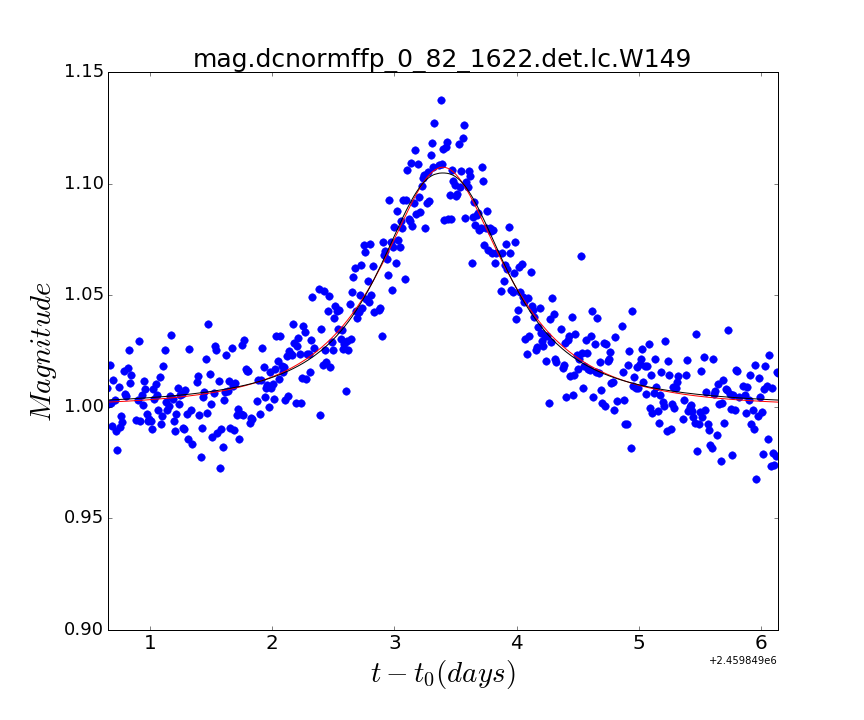 mag.dcnormffp_0_82_1622.det.lc.W149
1.15
1.10
1.05
1.00
0.95
0.90
Magnitude
1 2 3 4 5 6
+2.459849e6
t − t₀(days)